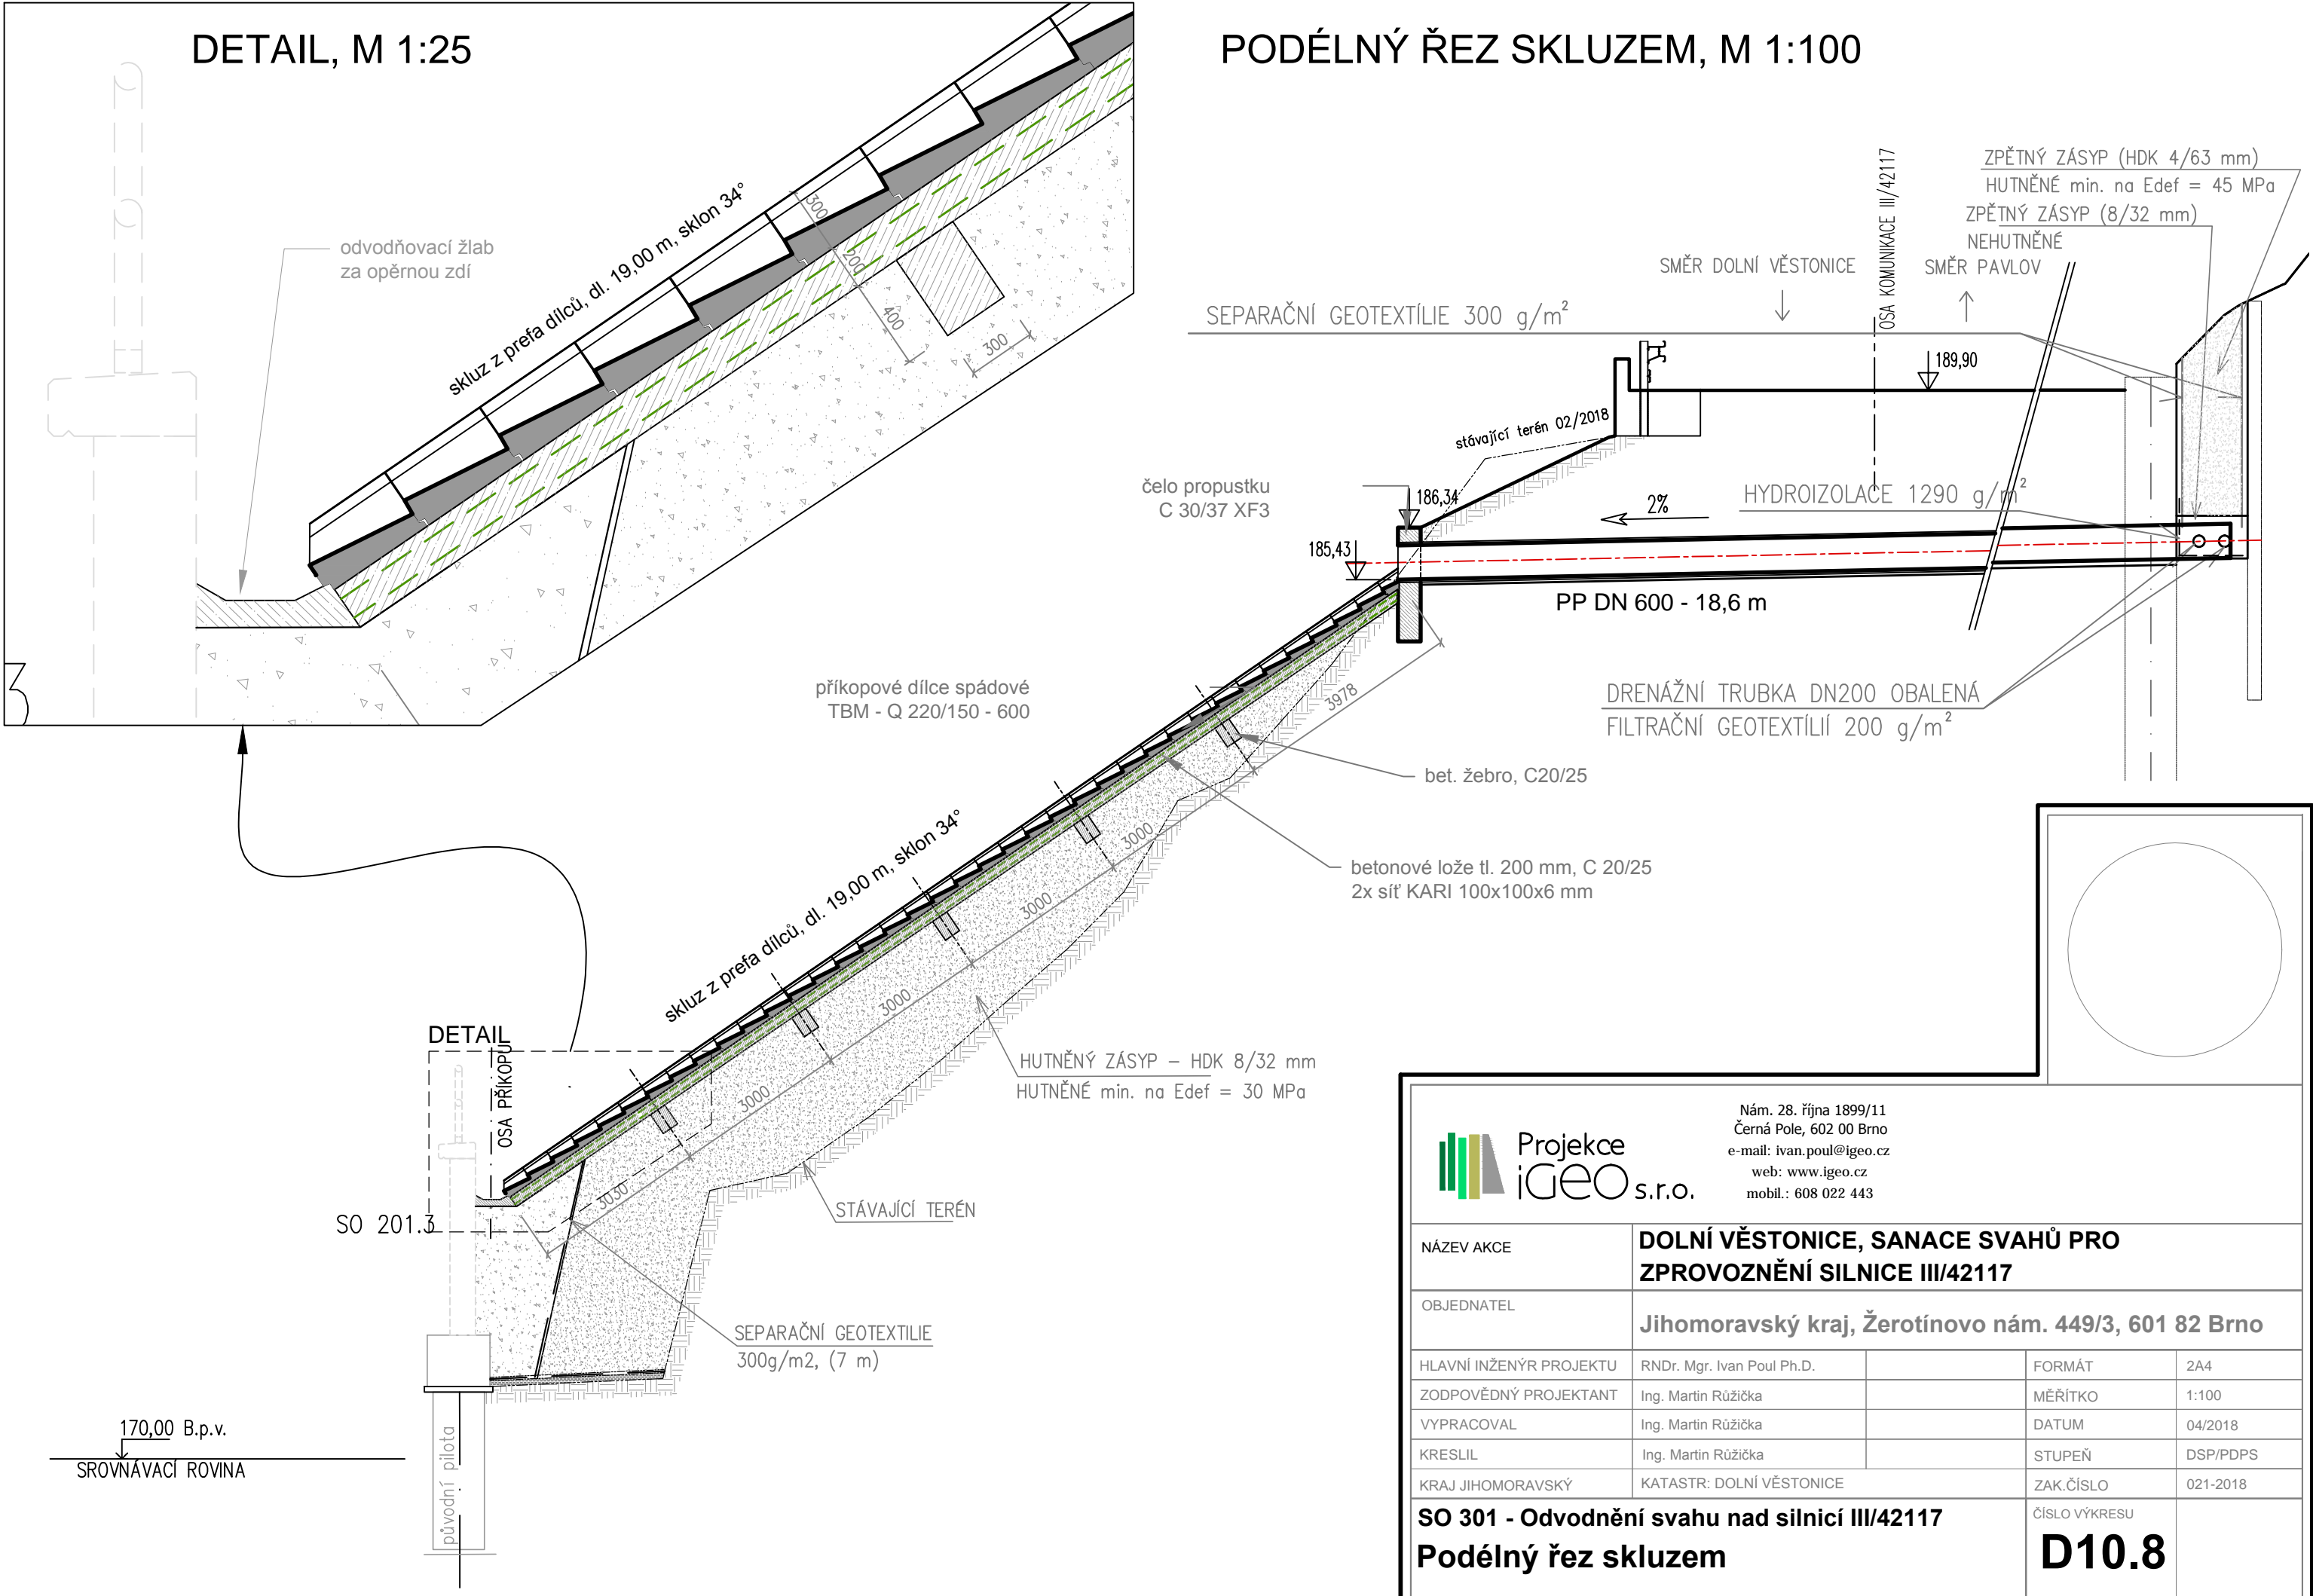 DETAIL, M 1:25
odvodňovací žlab
za opěrnou zdí
skluz z prefa dílců, dl. 19,00 m, sklon 34°
300
200
400
300
3
PODÉLNÝ ŘEZ SKLUZEM, M 1:100
ZPĚTNÝ ZÁSYP (HDK 4/63 mm)
HUTNĚNÉ min. na Edef = 45 MPa
ZPĚTNÝ ZÁSYP (8/32 mm)
NEHUTNĚNÉ
OSA KOMUNIKACE III/42117
SMĚR DOLNÍ VĚSTONICE
SMĚR PAVLOV
SEPARAČNÍ GEOTEXTÍLIE 300 g/m²
189,90
stávající terén 02/2018
čelo propustku
C 30/37 XF3
186,34
2%
HYDROIZOLACE 1290 g/m²
185,43
PP DN 600 - 18,6 m
DRENÁŽNÍ TRUBKA DN200 OBALENÁ
FILTRAČNÍ GEOTEXTÍLIÍ 200 g/m²
příkopové dílce spádové
TBM - Q 220/150 - 600
3978
bet. žebro, C20/25
3000
betonové lože tl. 200 mm, C 20/25
2x síť KARI 100x100x6 mm
skluz z prefa dílců, dl. 19,00 m, sklon 34°
3000
3000
3000
3030
HUTNĚNÝ ZÁSYP – HDK 8/32 mm
HUTNĚNÉ min. na Edef = 30 MPa
DETAIL
OSA PŘÍKOPU
SO 201.3
STÁVAJÍCÍ TERÉN
SEPARAČNÍ GEOTEXTILIE
300g/m2, (7 m)
170,00 B.p.v.
SROVNÁVACÍ ROVINA
původní pilota
Projekce
iGEO s.r.o.
Nám. 28. října 1899/11
Černá Pole, 602 00 Brno
e-mail: ivan.poul@igeo.cz
web: www.igeo.cz
mobil.: 608 022 443
NÁZEV AKCE
DOLNÍ VĚSTONICE, SANACE SVAHŮ PRO
ZPROVOZNĚNÍ SILNICE III/42117
OBJEDNATEL
Jihomoravský kraj, Žerotínovo nám. 449/3, 601 82 Brno
HLAVNÍ INŽENÝR PROJEKTU RNDr. Mgr. Ivan Poul Ph.D. FORMÁT 2A4
ZODPOVĚDNÝ PROJEKTANT Ing. Martin Růžička MĚŘÍTKO 1:100
VYPRACOVAL Ing. Martin Růžička DATUM 04/2018
KRESLIL Ing. Martin Růžička STUPEŇ DSP/PDPS
KRAJ JIHOMORAVSKÝ KATASTR: DOLNÍ VĚSTONICE ZAK.ČÍSLO 021-2018
SO 301 - Odvodnění svahu nad silnicí III/42117
Podélný řez skluzem
ČÍSLO VÝKRESU
D10.8